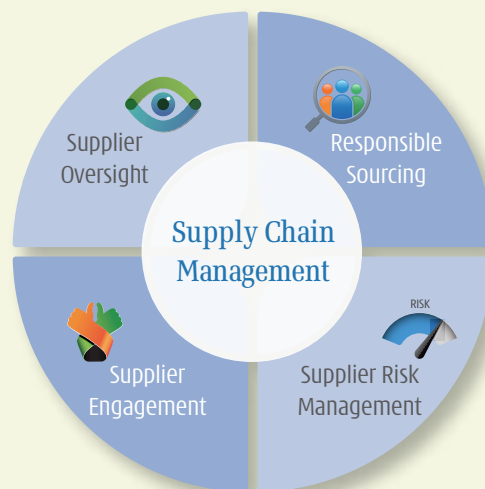 Supplier
Oversight
Responsible
Sourcing
Supply Chain
Management
Supplier
Engagement
RISK
Supplier Risk
Management